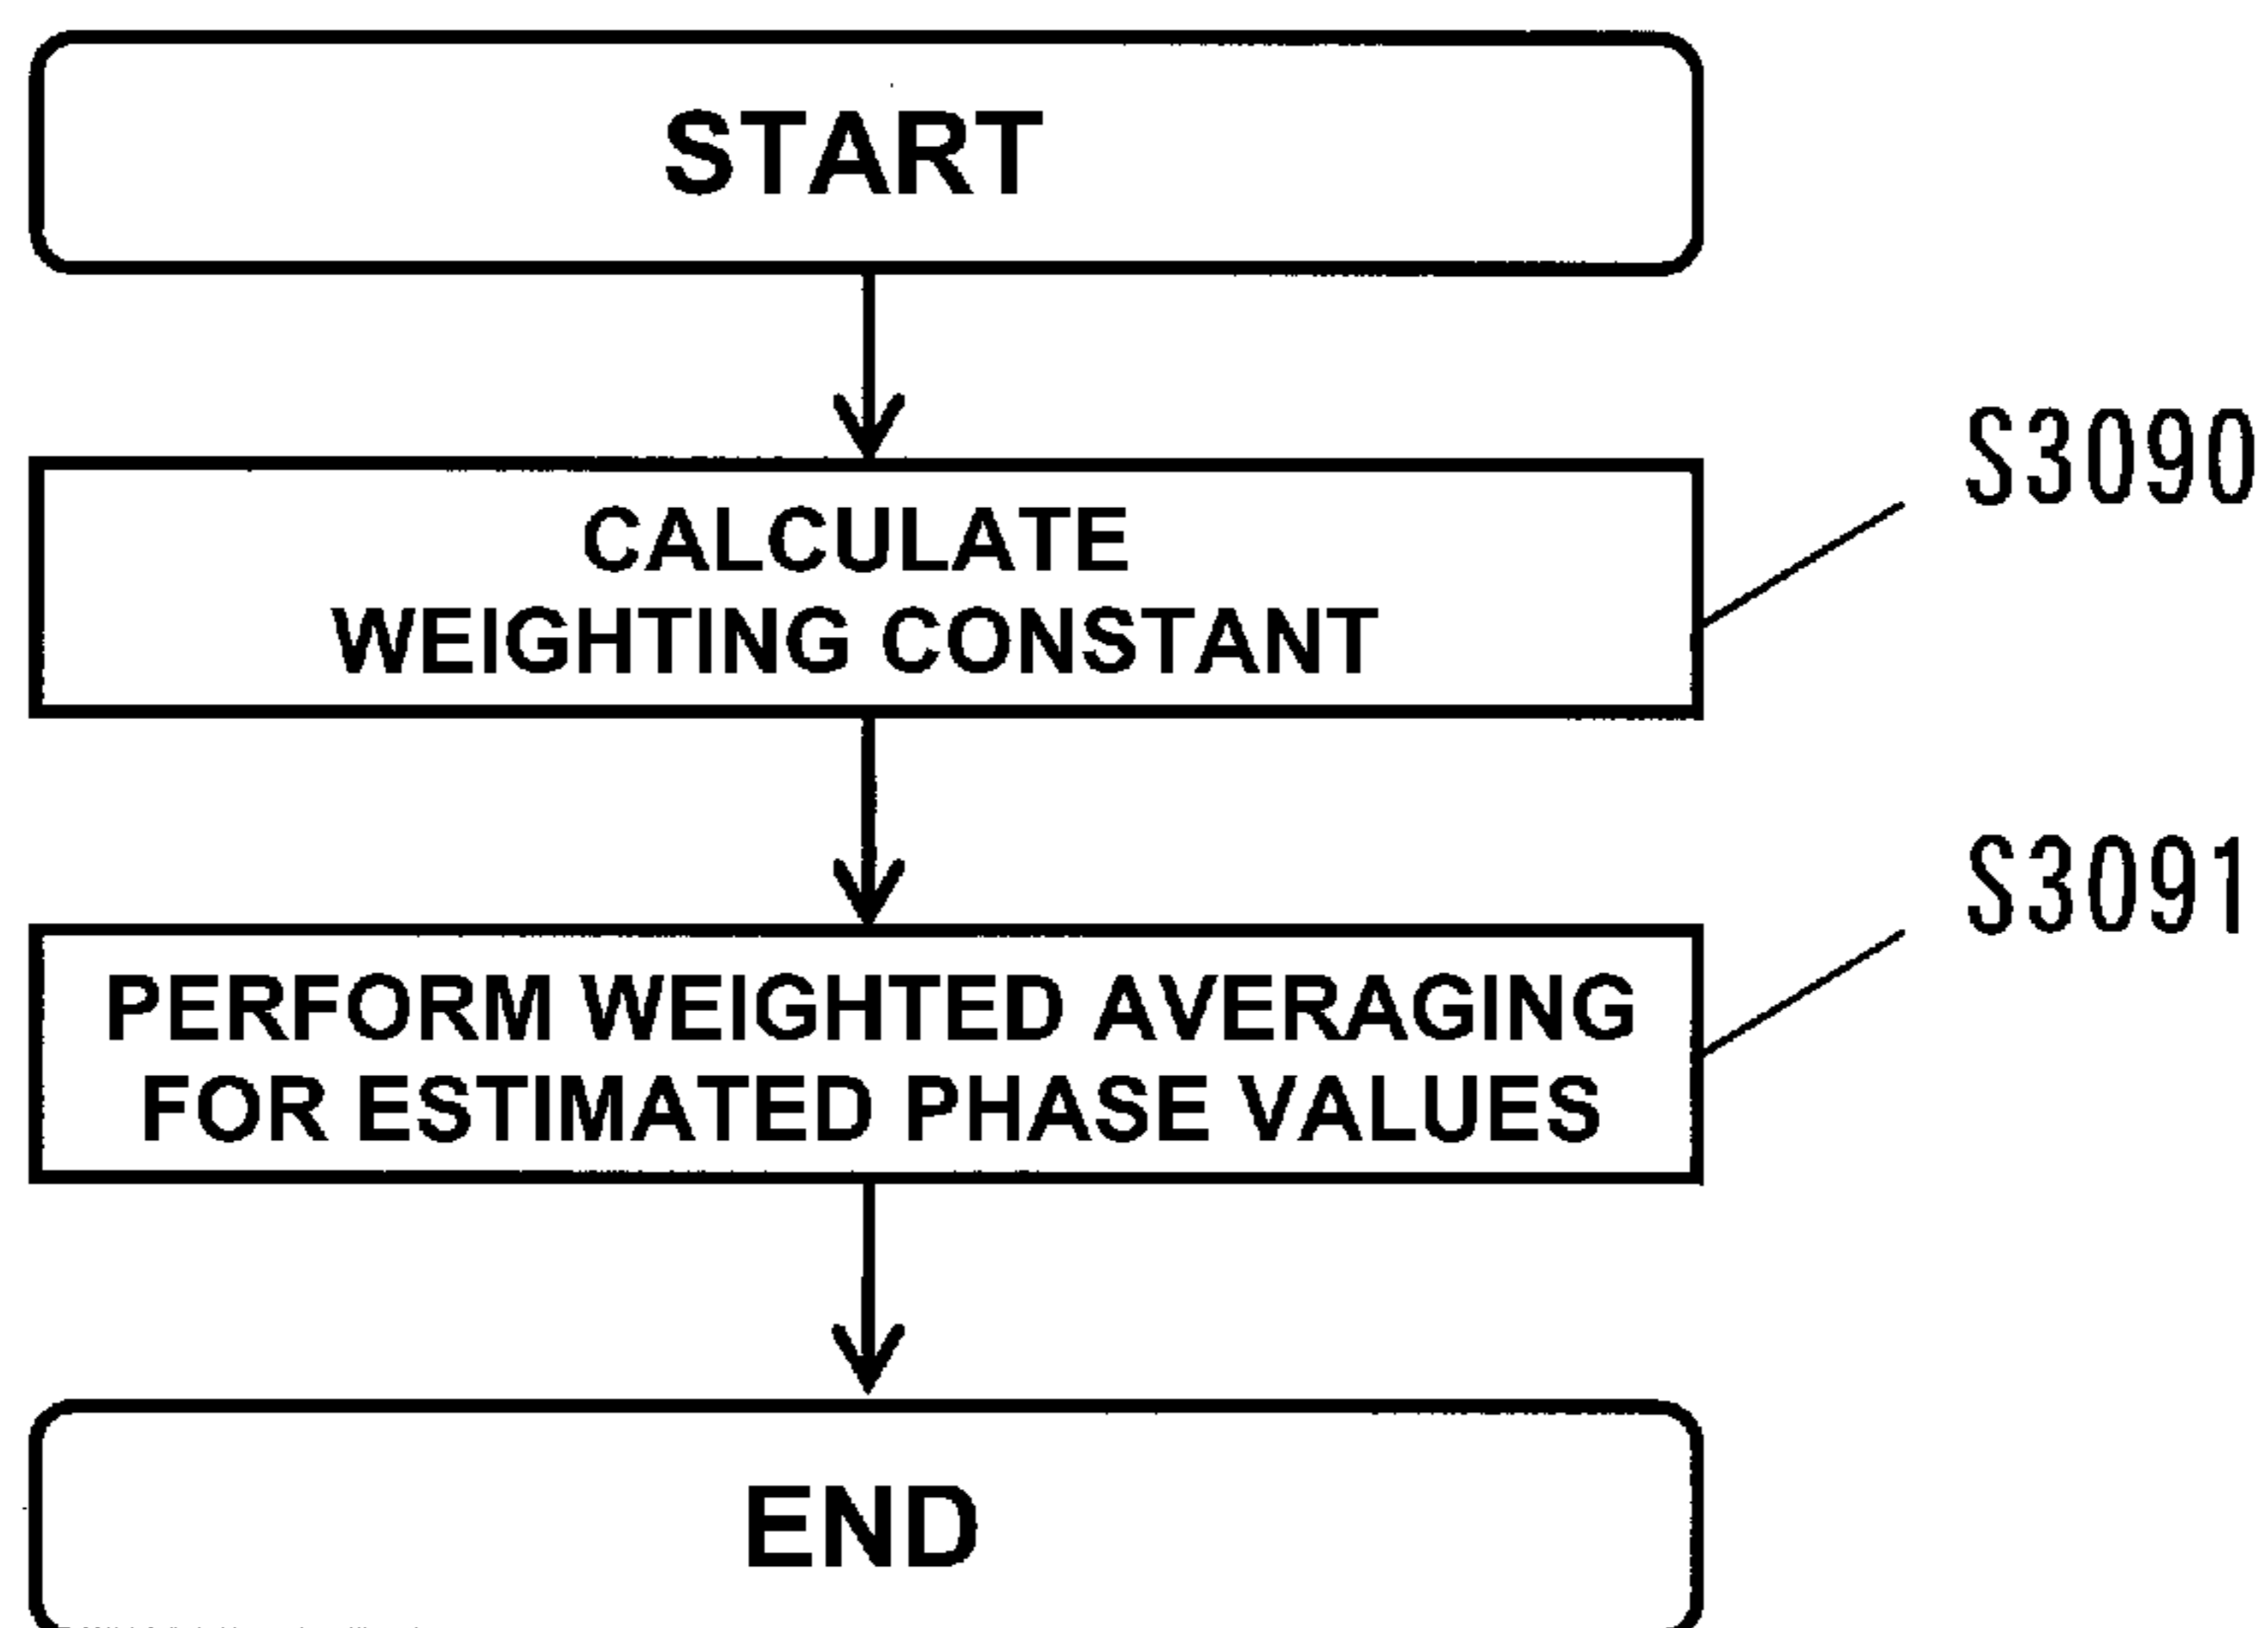 START
S3090
CALCULATE
WEIGHTING CONSTANT
S3091
PERFORM WEIGHTED AVERAGING
FOR ESTIMATED PHASE VALUES
END